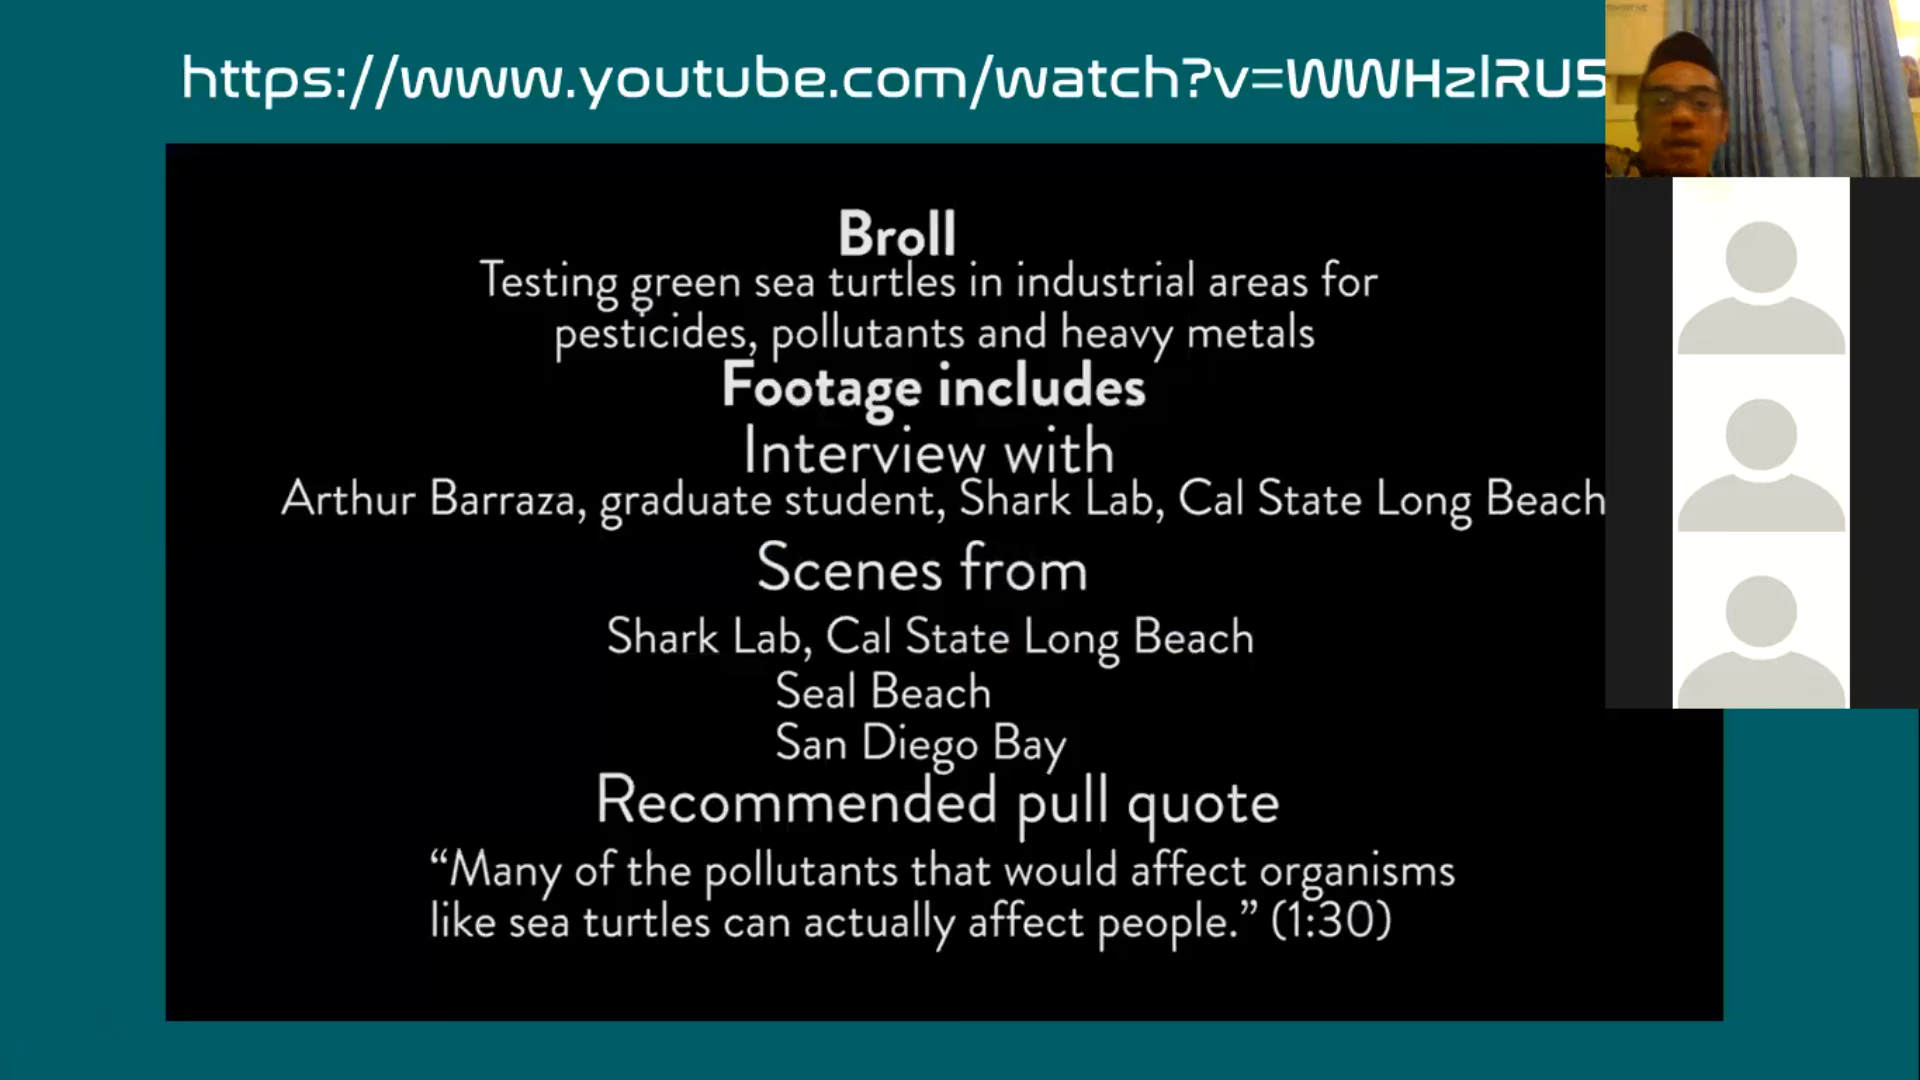 https://www.youtube.com/watch?v=WWHzlRU5
Broll
Testing green sea turtles in industrial areas for
pesticides, pollutants and heavy metals
Footage includes
Interview with
Arthur Barraza, graduate student, Shark Lab, Cal State Long Beach
Scenes from
Shark Lab, Cal State Long Beach
Seal Beach
San Diego Bay
Recommended pull quote
“Many of the pollutants that would affect organisms
like sea turtles can actually affect people.” (1:30)